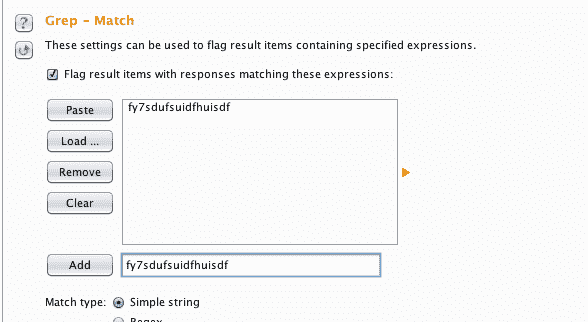 Grep - Match
These settings can be used to flag result items containing specified expressions.
Flag result items with responses matching these expressions:
Paste
fy7sdufsuidfhuisdf
Load ...
Remove
Clear
Add
fy7sdufsuidfhuisdf
Match type:
Simple string
Regex